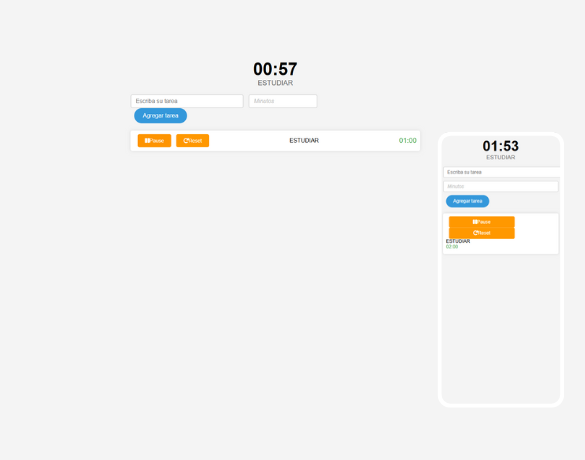 00:57
ESTUDIAR
Escriba su tarea
Minutos
Agregar tarea
Pause Reset ESTUDIAR 01:00
01:53
ESTUDIAR
Escriba su tarea
Minutos
Agregar tarea
Pause
Reset
ESTUDIAR
02:00